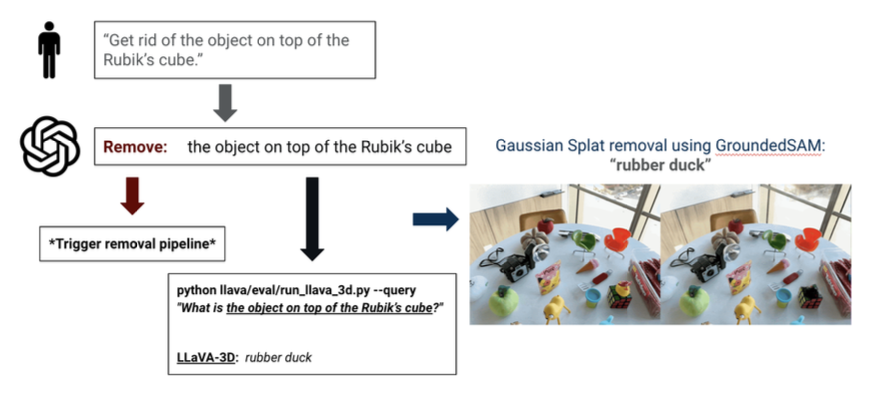 “Get rid of the object on top of the
Rubik’s cube.”
Remove: the object on top of the Rubik’s cube
*Trigger removal pipeline*
python llava/eval/run_llava_3d.py --query
"What is the object on top of the Rubik’s cube?"
LLaVA-3D: rubber duck
Gaussian Splat removal using GroundedSAM:
“rubber duck”